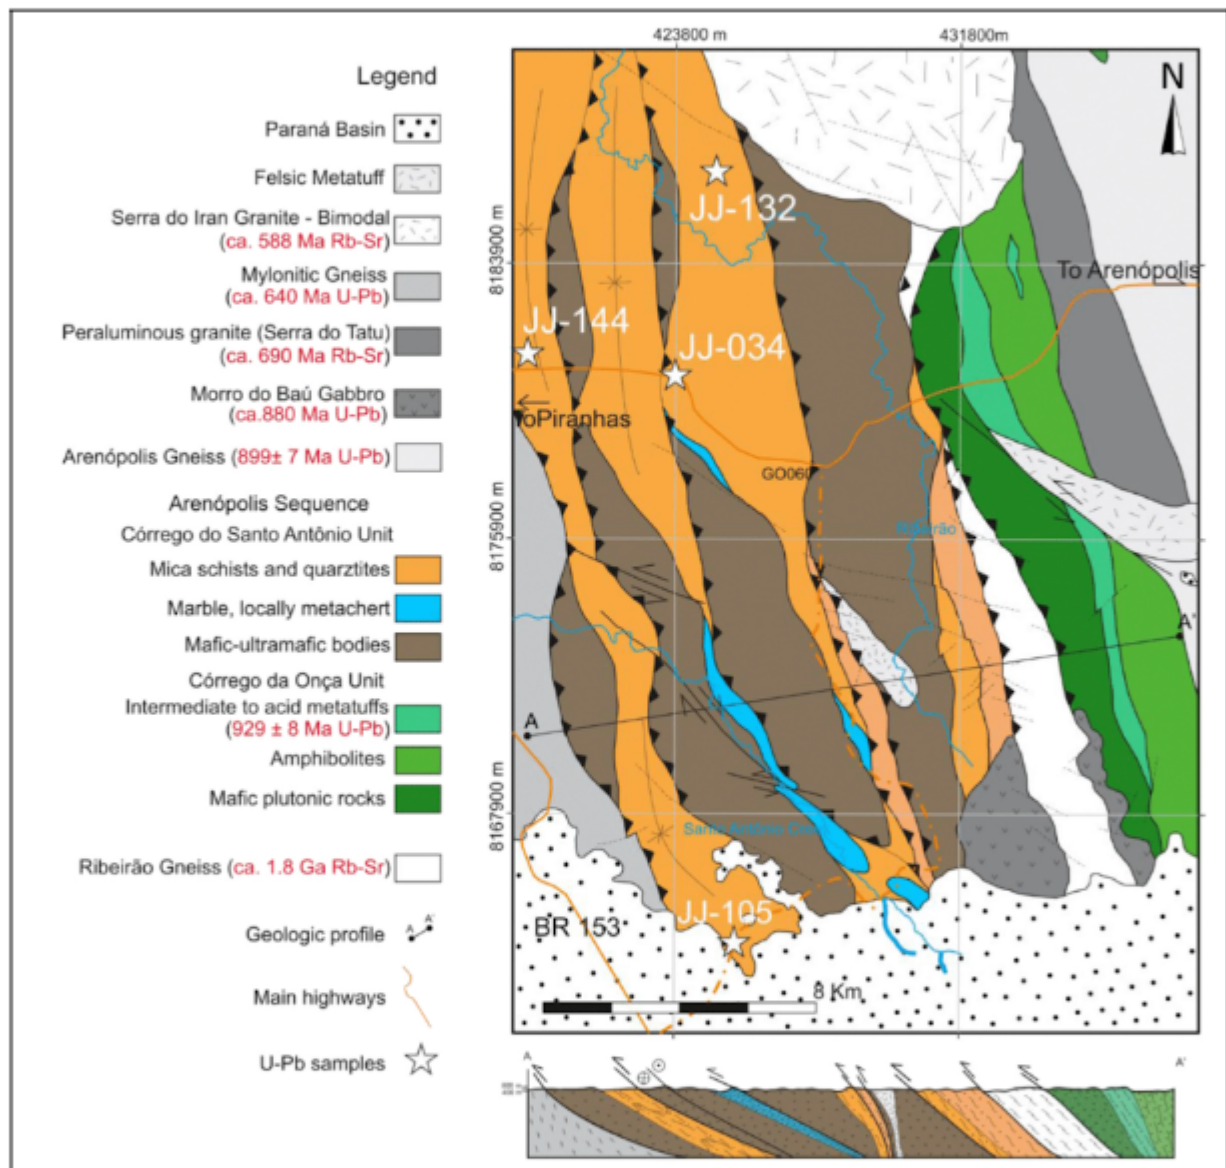 Legend
Paraná Basin
Felsic Metatuff
Serra do Iran Granite - Bimodal
(ca. 588 Ma Rb-Sr)
Mylonitic Gneiss
(ca. 640 Ma U-Pb)
Peraluminous granite (Serra do Tatu)
(ca. 690 Ma Rb-Sr)
Morro do Baú Gabbro
(ca.880 Ma U-Pb)
Arenópolis Gneiss (899± 7 Ma U-Pb)
Arenópolis Sequence
Córrego do Santo Antônio Unit
Mica schists and quarztites
Marble, locally metachert
Mafic-ultramafic bodies
Córrego da Onça Unit
Intermediate to acid metatuffs
(929 ± 8 Ma U-Pb)
Amphibolites
Mafic plutonic rocks
Ribeirão Gneiss (ca. 1.8 Ga Rb-Sr)
A A'
Geologic profile
Main highways
U-Pb samples
423800 m
431800m
N
8183900 m
8175900 m
8167900 m
JJ-132
To Arenópolis
JJ-144
JJ-034
ToPiranhas
GO060
Ribeirão
A'
A
Santo Antônio
JJ-105
BR 153
8 Km
A
A'